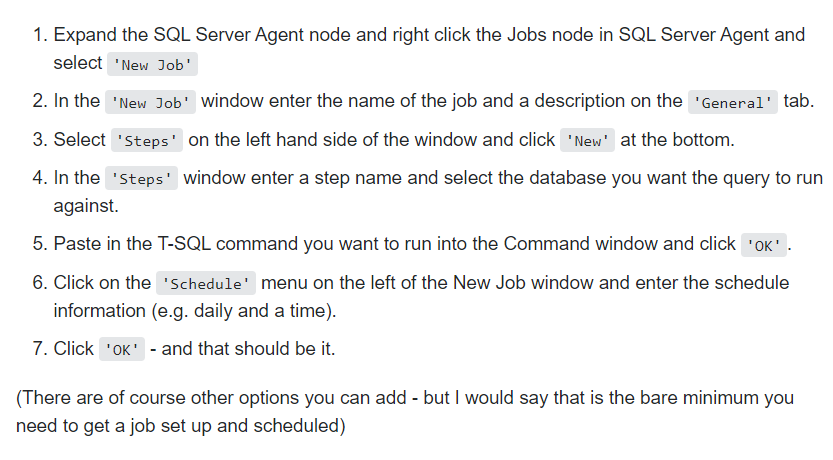 1. Expand the SQL Server Agent node and right click the Jobs node in SQL Server Agent and
select 'New Job'
2. In the 'New Job' window enter the name of the job and a description on the 'General' tab.
3. Select 'Steps' on the left hand side of the window and click 'New' at the bottom.
4. In the 'Steps' window enter a step name and select the database you want the query to run
against.
5. Paste in the T-SQL command you want to run into the Command window and click 'OK'.
6. Click on the 'Schedule' menu on the left of the New Job window and enter the schedule
information (e.g. daily and a time).
7. Click 'OK' - and that should be it.
(There are of course other options you can add - but I would say that is the bare minimum you
need to get a job set up and scheduled)